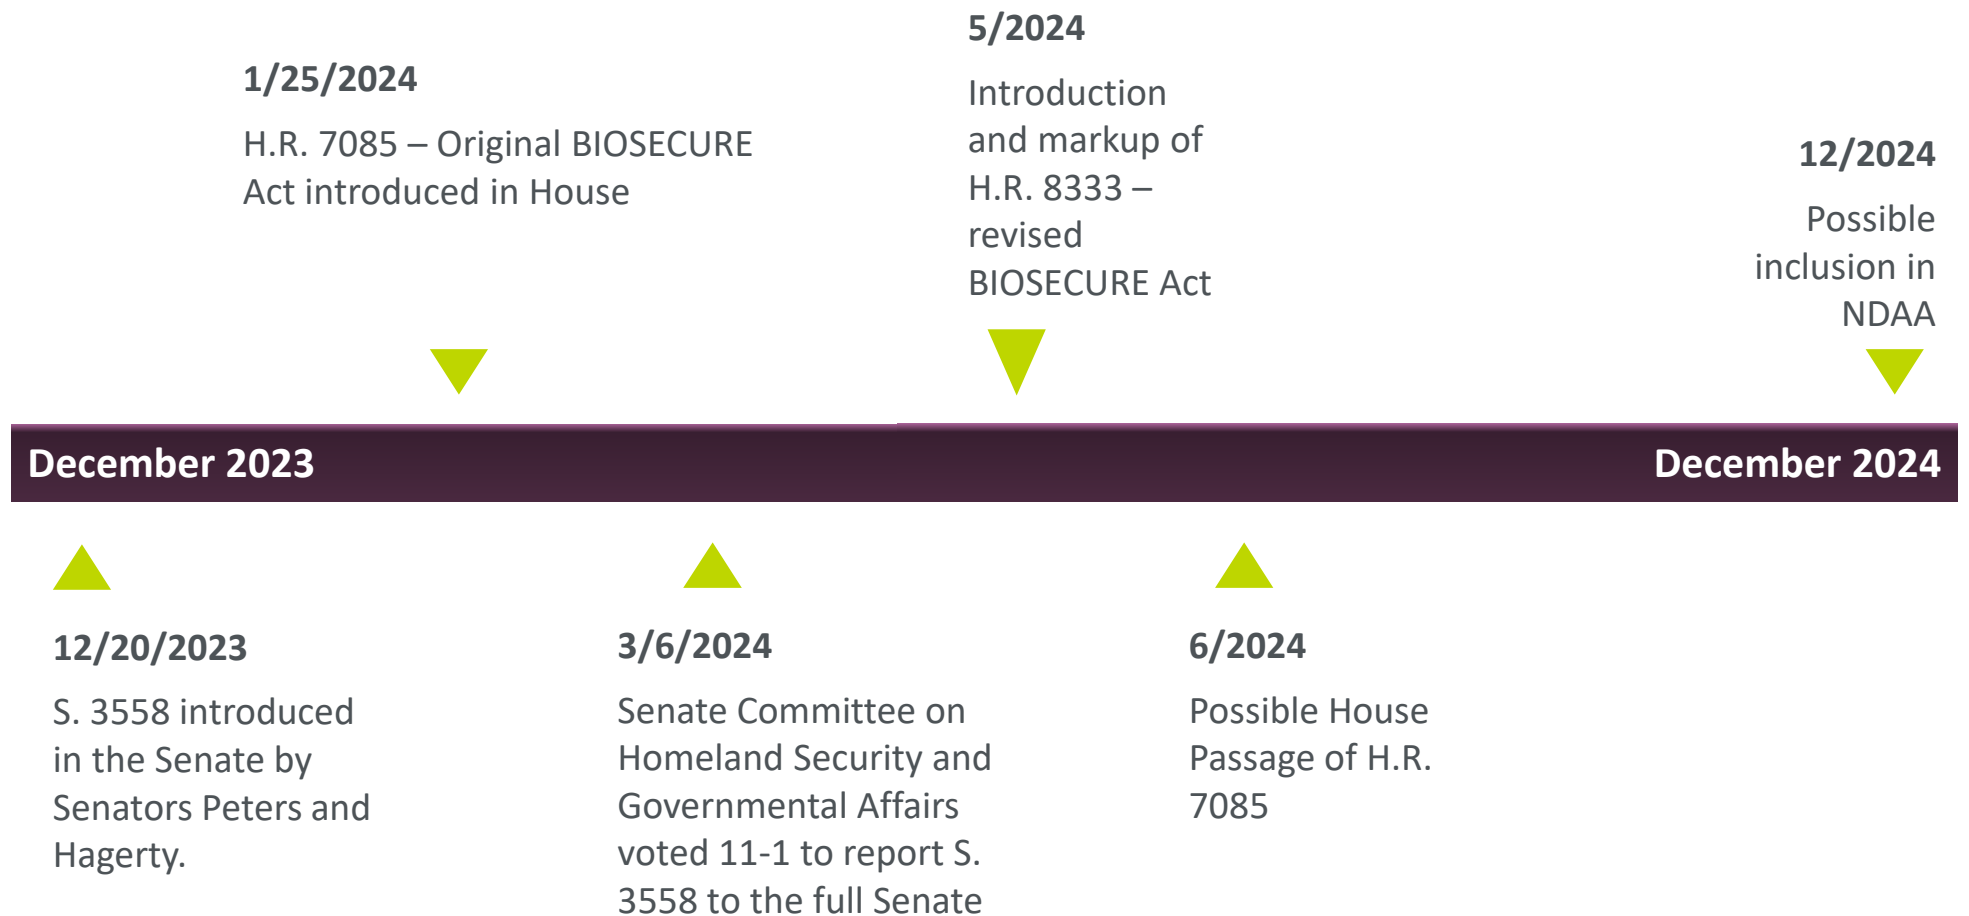 5/2024
Introduction
and markup of
H.R. 8333 –
revised
BIOSECURE Act
1/25/2024
H.R. 7085 – Original BIOSECURE
Act introduced in House
12/2024
Possible
inclusion in
NDAA
December 2023
December 2024
12/20/2023
S. 3558 introduced
in the Senate by
Senators Peters and
Hagerty.
3/6/2024
Senate Committee on
Homeland Security and
Governmental Affairs
voted 11-1 to report S.
3558 to the full Senate
6/2024
Possible House
Passage of H.R.
7085